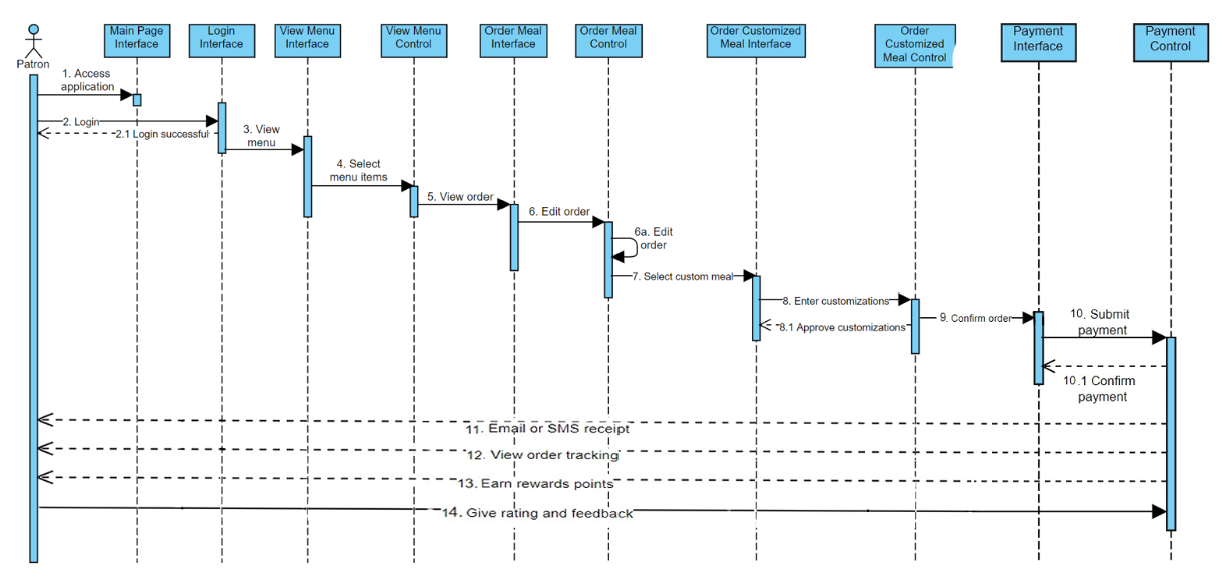 Patron
Main Page
Interface
Login
Interface
View Menu
Interface
View Menu
Control
Order Meal
Interface
Order Meal
Control
Order Customized
Meal Interface
Order
Customized
Meal Control
Payment
Interface
Payment
Control
1. Access
application
2. Login
2.1 Login successful
3. View
menu
4. Select
menu items
5. View order
6. Edit order
6a. Edit
order
7. Select custom meal
8. Enter customizations
8.1 Approve customizations
9. Confirm order
10. Submit
payment
10.1 Confirm
payment
11. Email or SMS receipt
12. View order tracking
13. Earn rewards points
14. Give rating and feedback